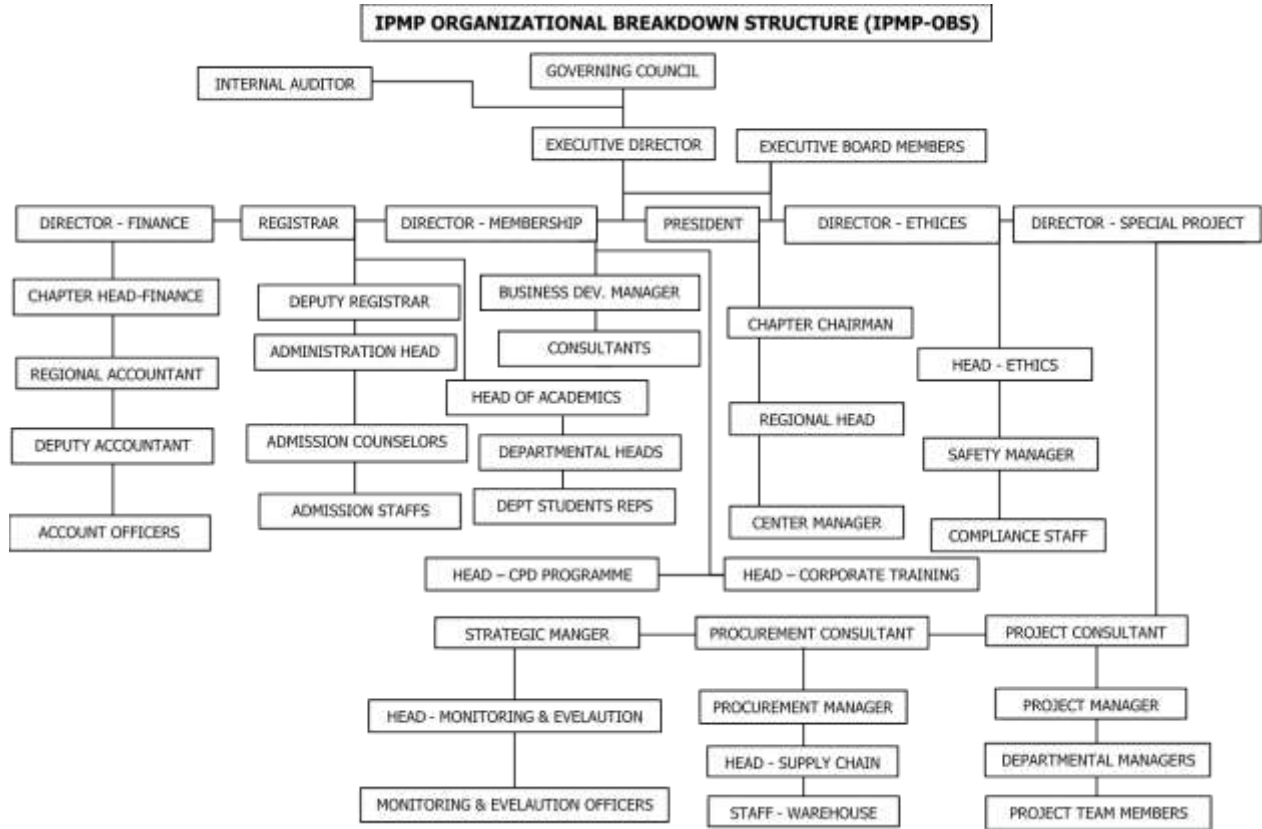 IPMP ORGANIZATIONAL BREAKDOWN STRUCTURE (IPMP-OBS)
GOVERNING COUNCIL
INTERNAL AUDITOR
EXECUTIVE DIRECTOR
EXECUTIVE BOARD MEMBERS
DIRECTOR - FINANCE
REGISTRAR
DIRECTOR - MEMBERSHIP
PRESIDENT
DIRECTOR - ETHICES
DIRECTOR - SPECIAL PROJECT
CHAPTER HEAD-FINANCE
DEPUTY REGISTRAR
BUSINESS DEV. MANAGER
CHAPTER CHAIRMAN
ADMINISTRATION HEAD
CONSULTANTS
HEAD - ETHICS
REGIONAL ACCOUNTANT
HEAD OF ACADEMICS
REGIONAL HEAD
DEPUTY ACCOUNTANT
ADMISSION COUNSELORS
DEPARTMENTAL HEADS
SAFETY MANAGER
ADMISSION STAFFS
DEPT STUDENTS REPS
CENTER MANAGER
ACCOUNT OFFICERS
COMPLIANCE STAFF
HEAD – CPD PROGRAMME
HEAD – CORPORATE TRAINING
STRATEGIC MANGER
PROCUREMENT CONSULTANT
PROJECT CONSULTANT
HEAD - MONITORING & EVELAUTION
PROCUREMENT MANAGER
PROJECT MANAGER
HEAD - SUPPLY CHAIN
DEPARTMENTAL MANAGERS
MONITORING & EVELAUTION OFFICERS
STAFF - WAREHOUSE
PROJECT TEAM MEMBERS